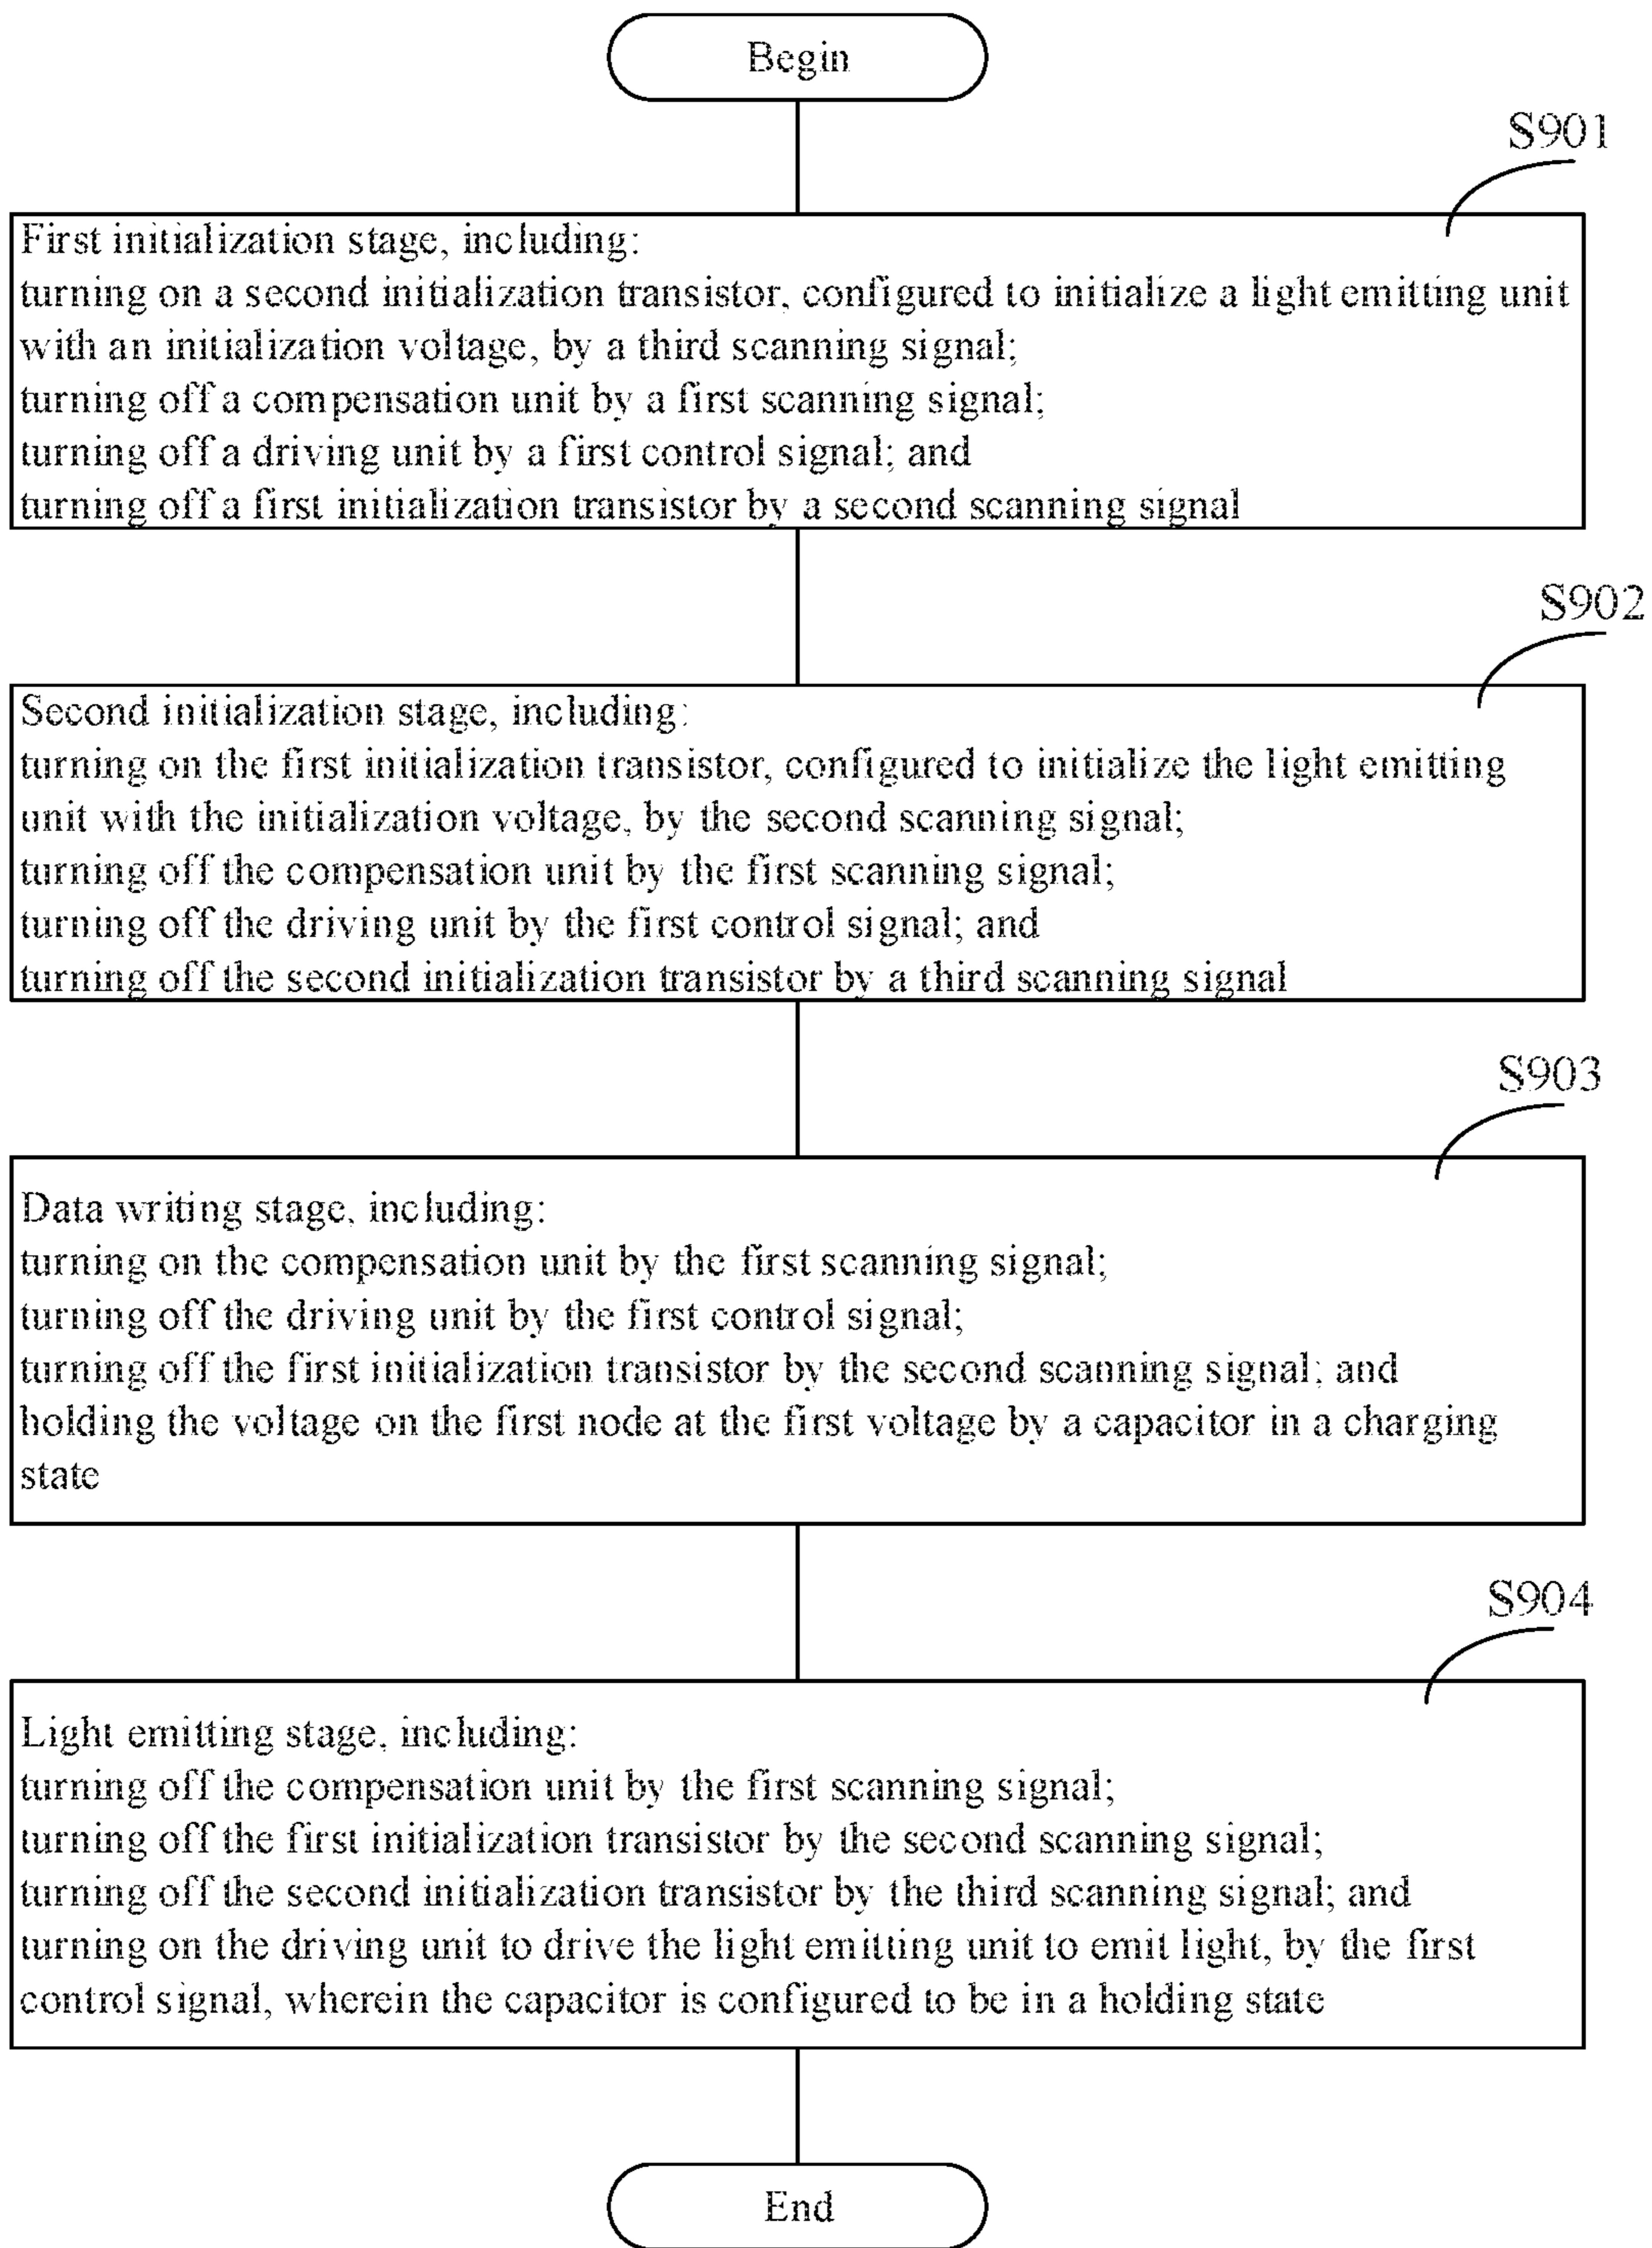 Begin
S901
First initialization stage, including:
turning on a second initialization transistor, configured to initialize a light emitting unit
with an initialization voltage, by a third scanning signal;
turning off a compensation unit by a first scanning signal;
turning off a driving unit by a first control signal; and
turning off a first initialization transistor by a second scanning signal
S902
Second initialization stage, including:
turning on the first initialization transistor, configured to initialize the light emitting
unit with the initialization voltage, by the second scanning signal;
turning off the compensation unit by the first scanning signal;
turning off the driving unit by the first control signal; and
turning off the second initialization transistor by a third scanning signal
S903
Data writing stage, including:
turning on the compensation unit by the first scanning signal;
turning off the driving unit by the first control signal;
turning off the first initialization transistor by the second scanning signal; and
holding the voltage on the first node at the first voltage by a capacitor in a charging
state
S904
Light emitting stage, including:
turning off the compensation unit by the first scanning signal;
turning off the first initialization transistor by the second scanning signal;
turning off the second initialization transistor by the third scanning signal; and
turning on the driving unit to drive the light emitting unit to emit light, by the first
control signal, wherein the capacitor is configured to be in a holding state
End